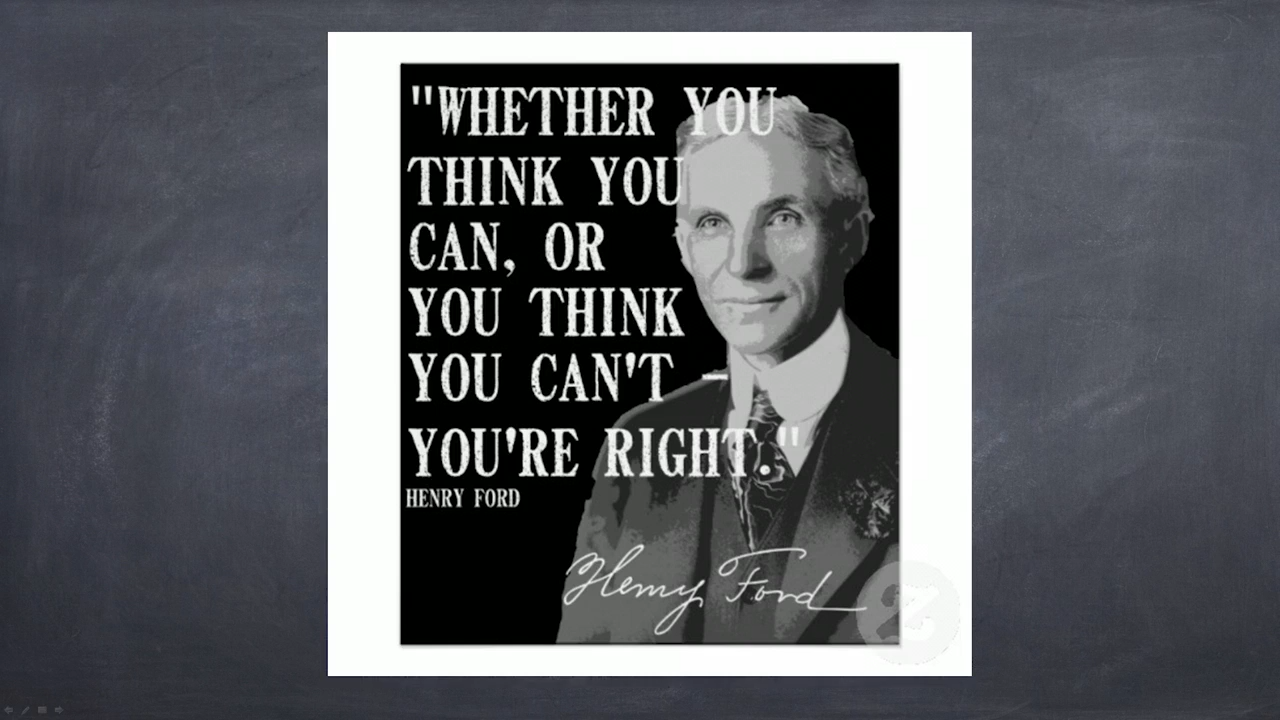 "WHETHER YOU
THINK YOU
CAN, OR
YOU THINK
YOU CAN'T –
YOU'RE RIGHT."
HENRY FORD
Henry Ford